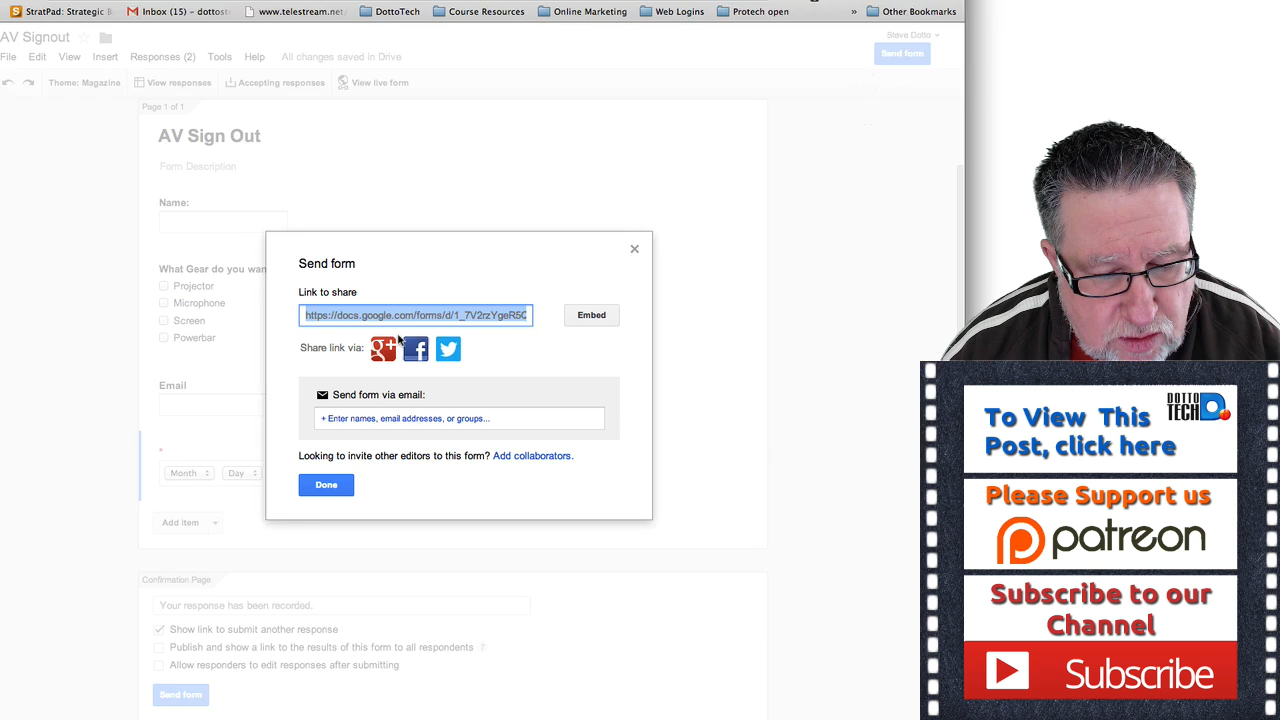 StratPad: Strategic B
Inbox (15) – dottoste
www.telestream.net/
DottoTech
Course Resources
Online Marketing
Web Logins
Protech open
»
Other Bookmarks
AV Signout
Steve Dotto
File Edit View Insert Responses (2) Tools Help All changes saved in Drive
Send form
Theme: Magazine
View responses
Accepting responses
View live form
Page 1 of 1
AV Sign Out
Form Description
Name:
What Gear do you wan
Projector
Microphone
Screen
Powerbar
Email
*
Month
Day
Add item
Send form
×
Link to share
https://docs.google.com/forms/d/1_7V2rzYgeR5Q
Embed
Share link via:
g+
f
Send form via email:
+ Enter names, email addresses, or groups...
Looking to invite other editors to this form? Add collaborators.
Done
Confirmation Page
Your response has been recorded.
Show link to submit another response
Publish and show a link to the results of this form to all respondents ?
Allow responders to edit responses after submitting
Send form
To View This
Post, click here
DOTTO
TECH
D
Please Support us
patreon
Subscribe to our
Channel
Subscribe